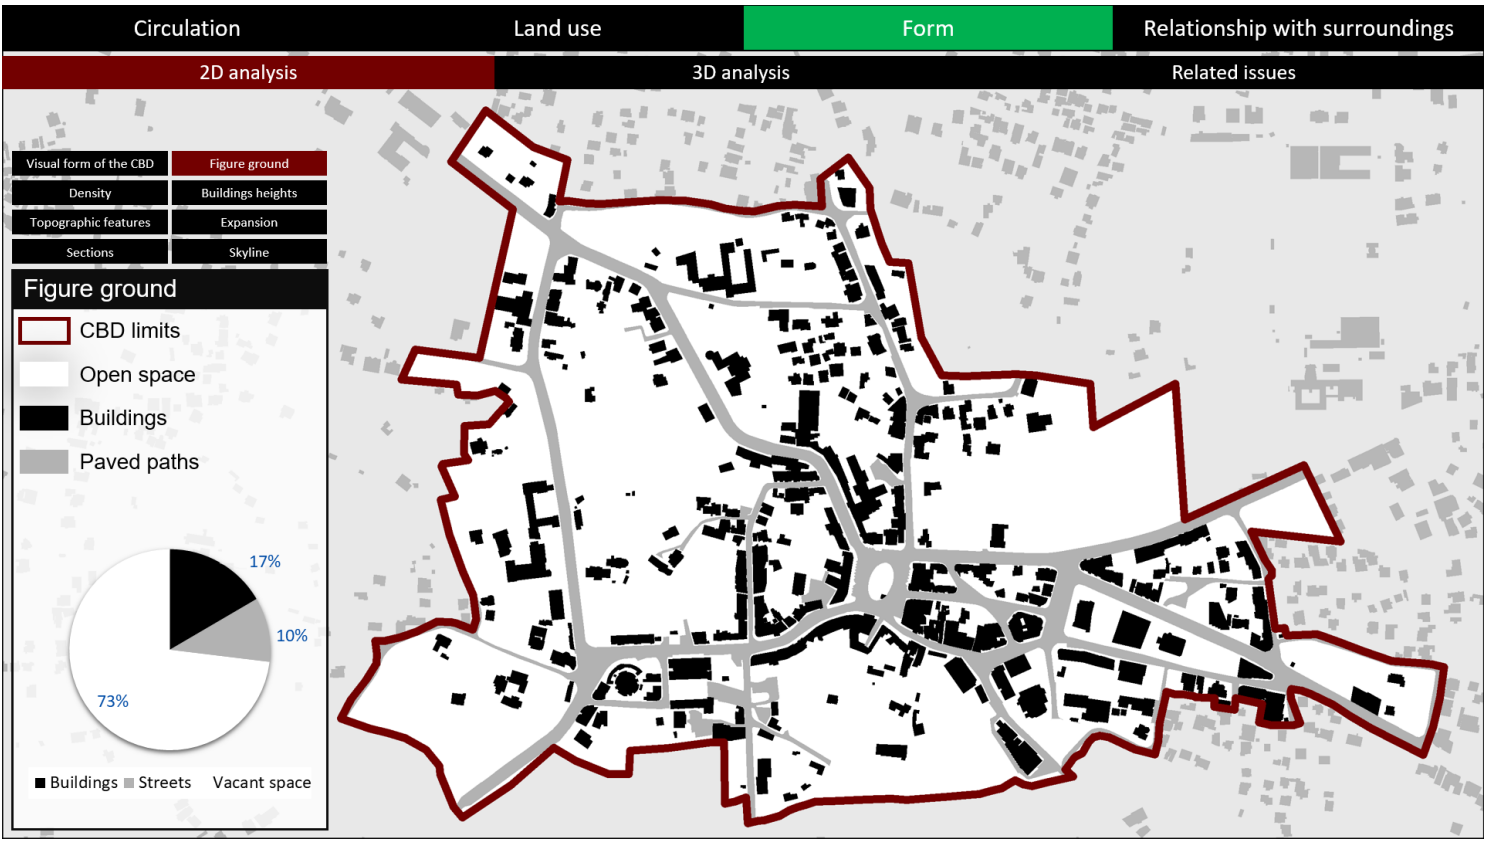 Circulation
Land use
Form
Relationship with surroundings
2D analysis
3D analysis
Related issues
Visual form of the CBD
Figure ground
Density
Buildings heights
Topographic features
Expansion
Sections
Skyline
Figure ground
CBD limits
Open space
Buildings
Paved paths
17%
10%
73%
Buildings Streets Vacant space